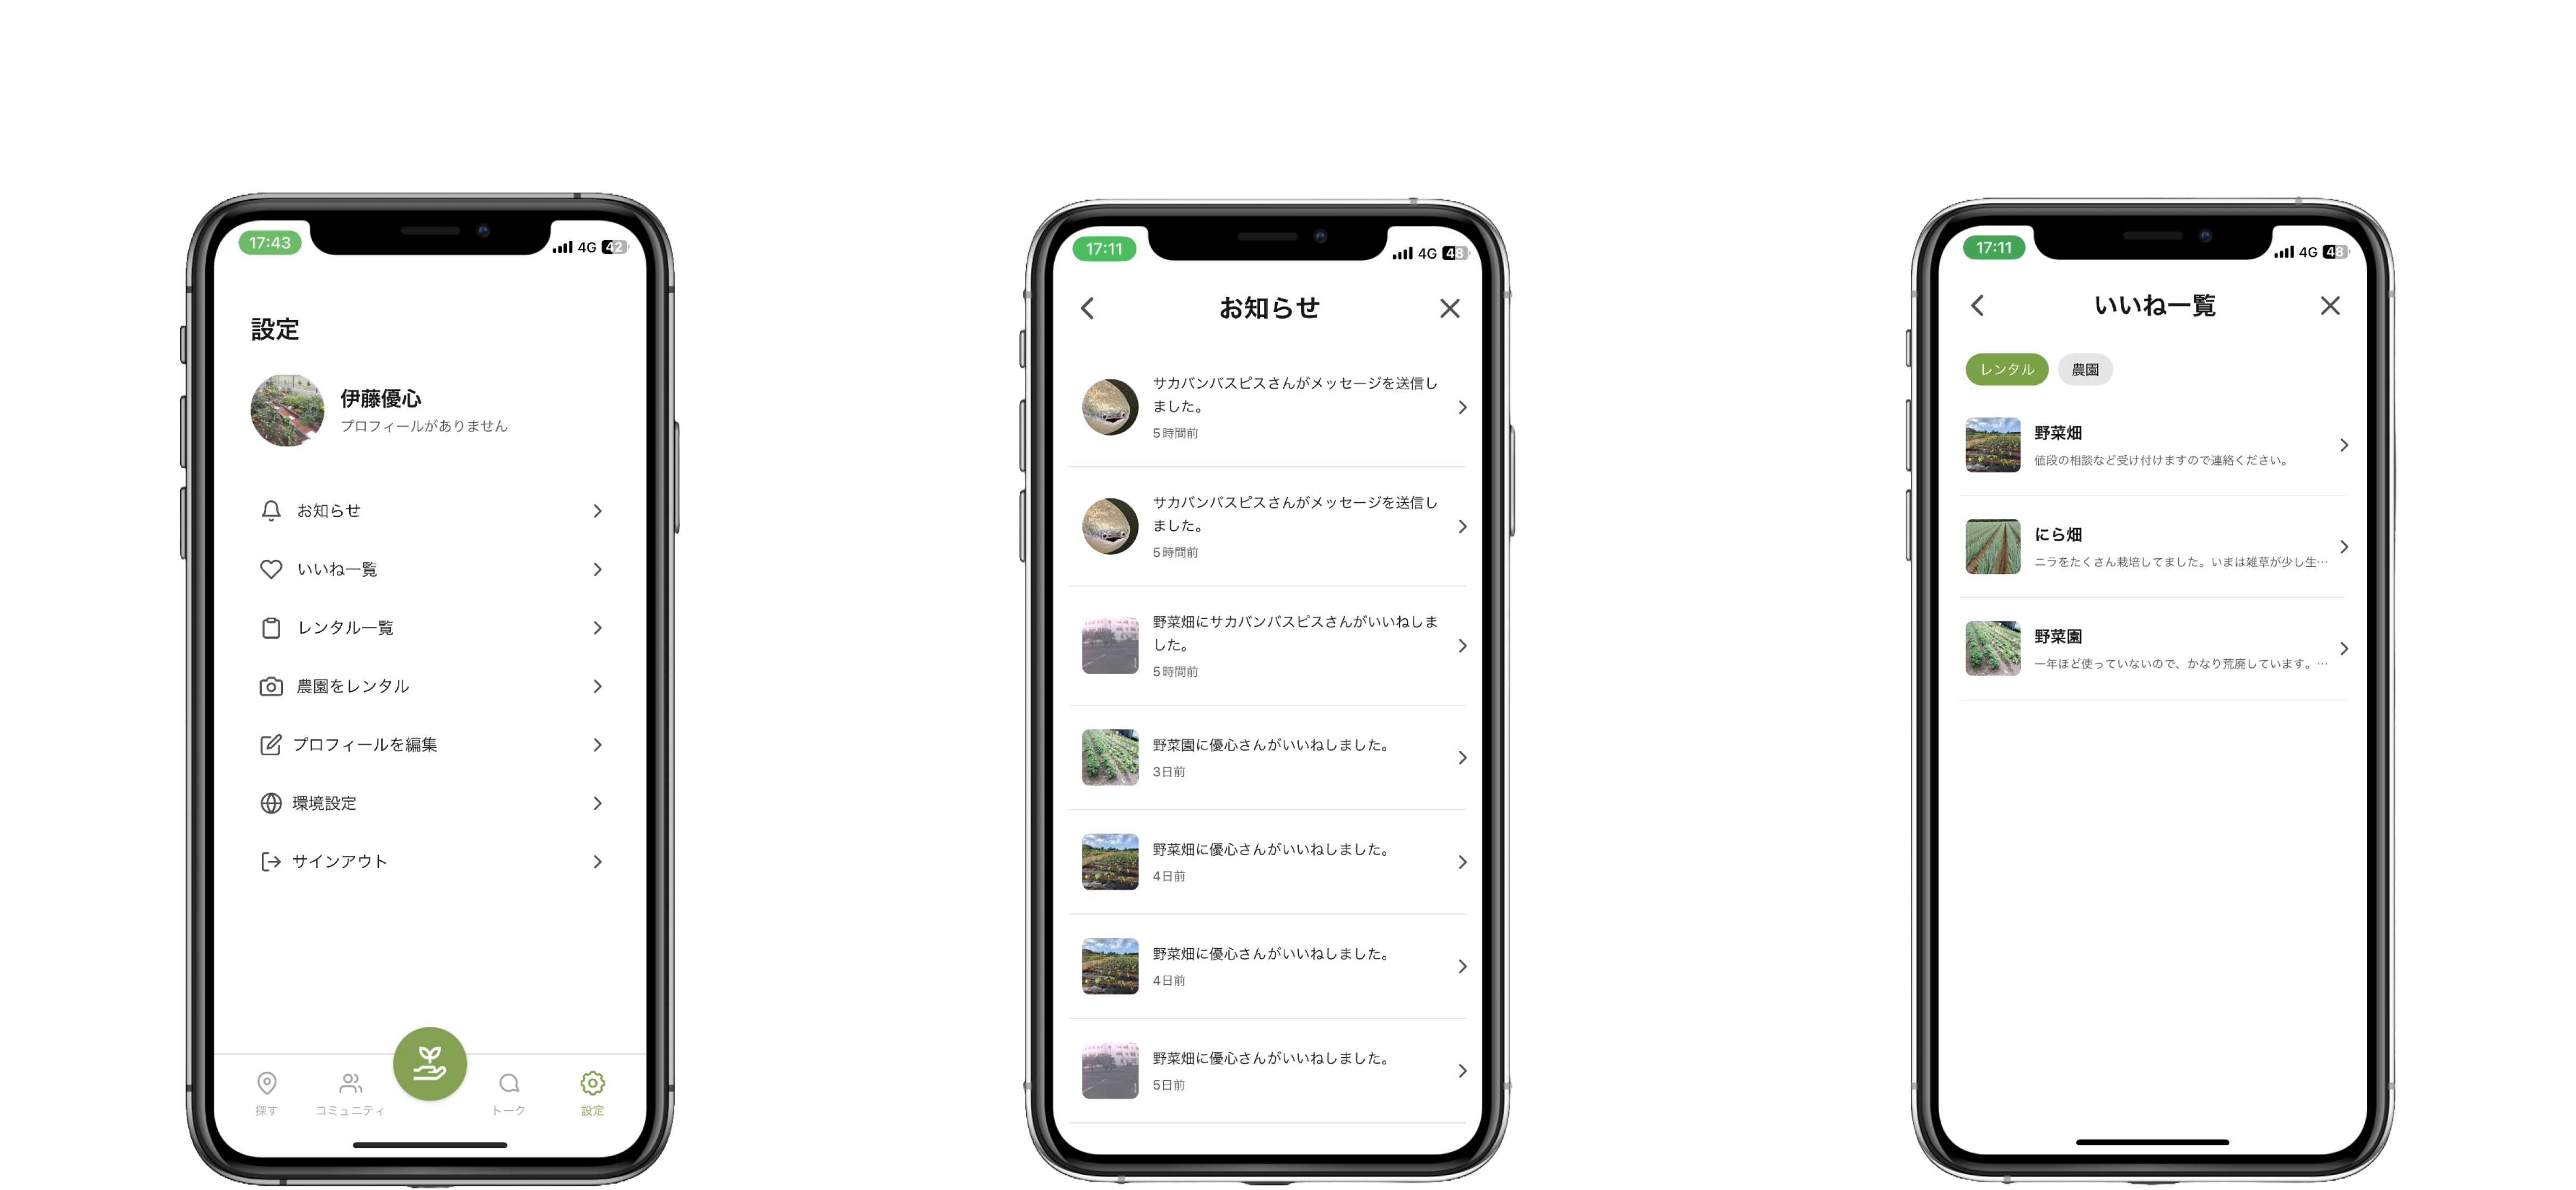 17:43
4G 42
設定
伊藤優心
プロフィールがありません
お知らせ
いいね一覧
レンタル一覧
農園をレンタル
プロフィールを編集
環境設定
サインアウト
探す
コミュニティ
トーク
設定
17:11
4G 48
お知らせ
サカバンバスピスさんがメッセージを送信し
ました。
5時間前
サカバンバスピスさんがメッセージを送信し
ました。
5時間前
野菜畑にサカバンバスピスさんがいいねしま
した。
5時間前
野菜園に優心さんがいいねしました。
3日前
野菜畑に優心さんがいいねしました。
4日前
野菜畑に優心さんがいいねしました。
4日前
野菜畑に優心さんがいいねしました。
5日前
17:11
4G 48
いいね一覧
レンタル
農園
野菜畑
値段の相談など受け付けますので連絡ください。
にら畑
ニラをたくさん栽培してました。いまは雑草が少し生…
野菜園
一年ほど使っていないので、かなり荒廃しています。…